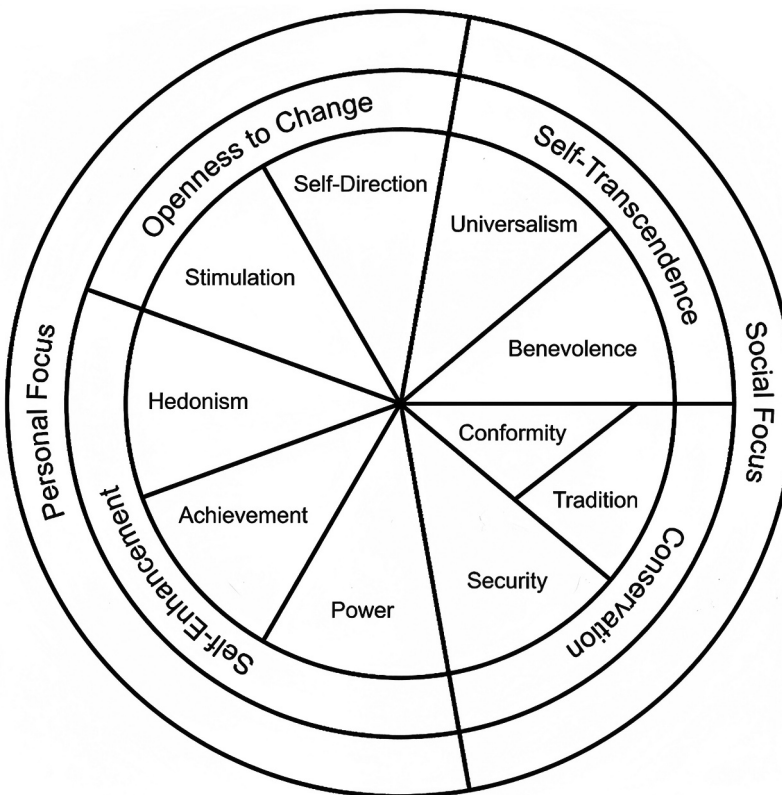 Openness to Change
Self-Transcendence
Self-Direction
Universalism
Stimulation
Benevolence
Personal Focus
Social Focus
Hedonism
Conformity
Achievement
Tradition
Self-Enhancement
Conservation
Security
Power